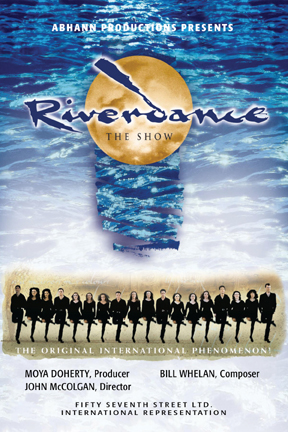 ABHANN PRODUCTIONS PRESENTS
Riverdance
THE SHOW
THE ORIGINAL INTERNATIONAL PHENOMENON!
MOYA DOHERTY, Producer
BILL WHELAN, Composer
JOHN McCOLGAN, Director
FIFTY SEVENTH STREET LTD.
INTERNATIONAL REPRESENTATION